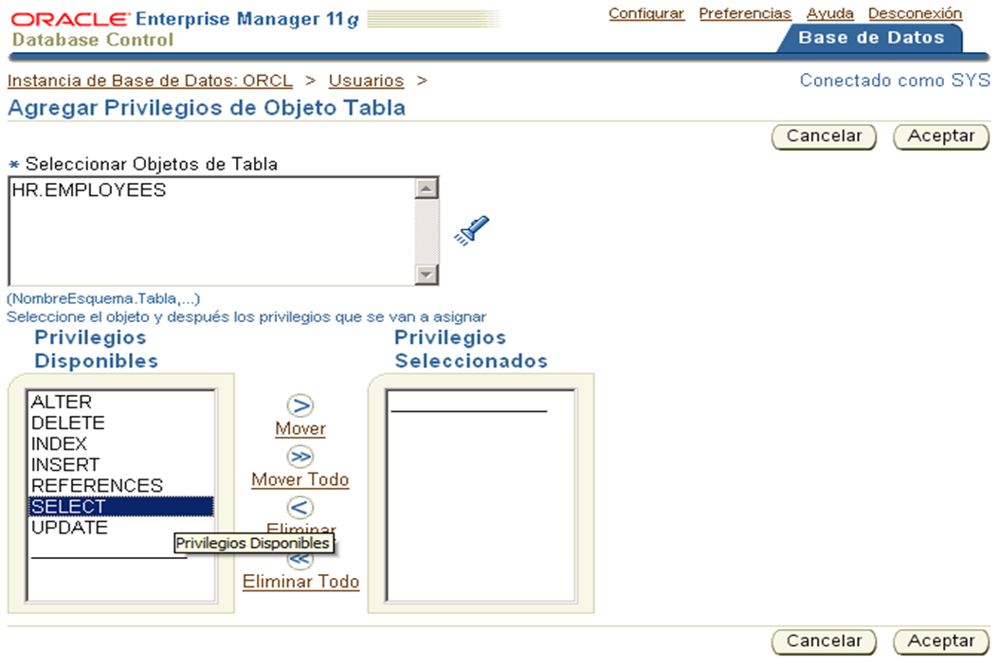 ORACLE Enterprise Manager 11 g
Database Control
Configurar Preferencias Ayuda Desconexión
Base de Datos
Instancia de Base de Datos: ORCL > Usuarios >
Conectado como SYS
Agregar Privilegios de Objeto Tabla
Cancelar Aceptar
* Seleccionar Objetos de Tabla
HR.EMPLOYEES
(NombreEsquema.Tabla,...)
Seleccione el objeto y después los privilegios que se van a asignar
Privilegios
Disponibles
Privilegios
Seleccionados
ALTER
DELETE
INDEX
INSERT
REFERENCES
SELECT
UPDATE
Privilegios Disponibles
>
Mover
>>
Mover Todo
<
Eliminar
<<
Eliminar Todo
Cancelar Aceptar